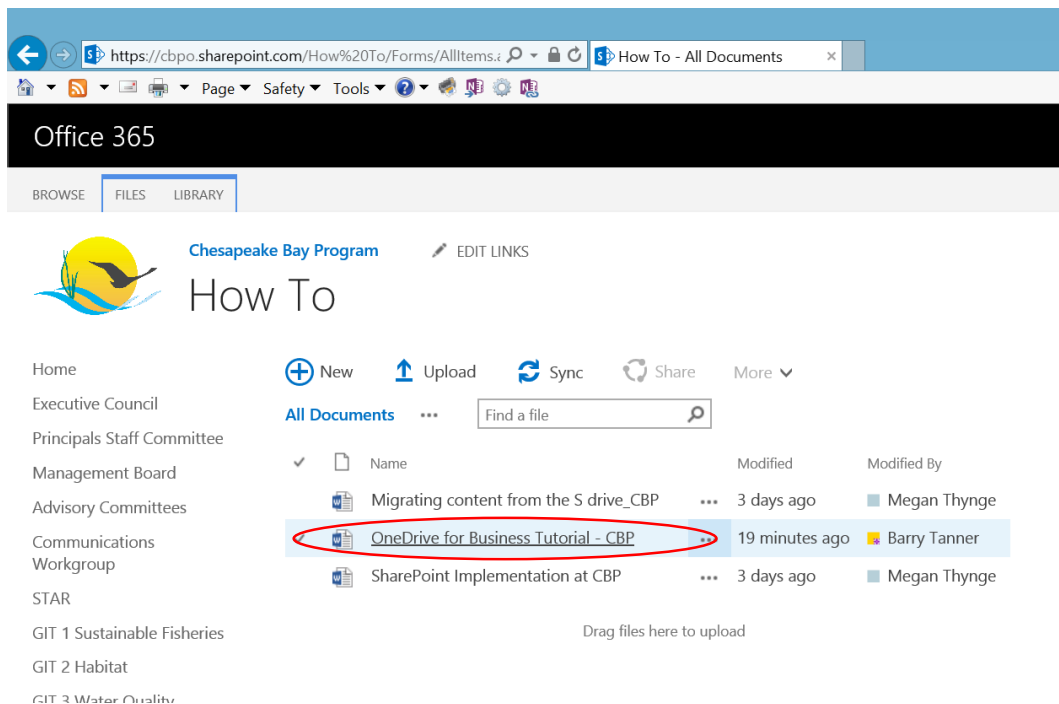 https://cbpo.sharepoint.com/How%20To/Forms/AllItems.a How To - All Documents ×
Page Safety Tools
Office 365
BROWSE FILES LIBRARY
Chesapeake Bay Program EDIT LINKS
How To
Home
Executive Council
Principals Staff Committee
Management Board
Advisory Committees
Communications
Workgroup
STAR
GIT 1 Sustainable Fisheries
GIT 2 Habitat
GIT 3 Water Quality
New Upload Sync Share More
All Documents ••• Find a file
Name Modified Modified By
Migrating content from the S drive_CBP ••• 3 days ago Megan Thynge
OneDrive for Business Tutorial - CBP ••• 19 minutes ago Barry Tanner
SharePoint Implementation at CBP ••• 3 days ago Megan Thynge
Drag files here to upload